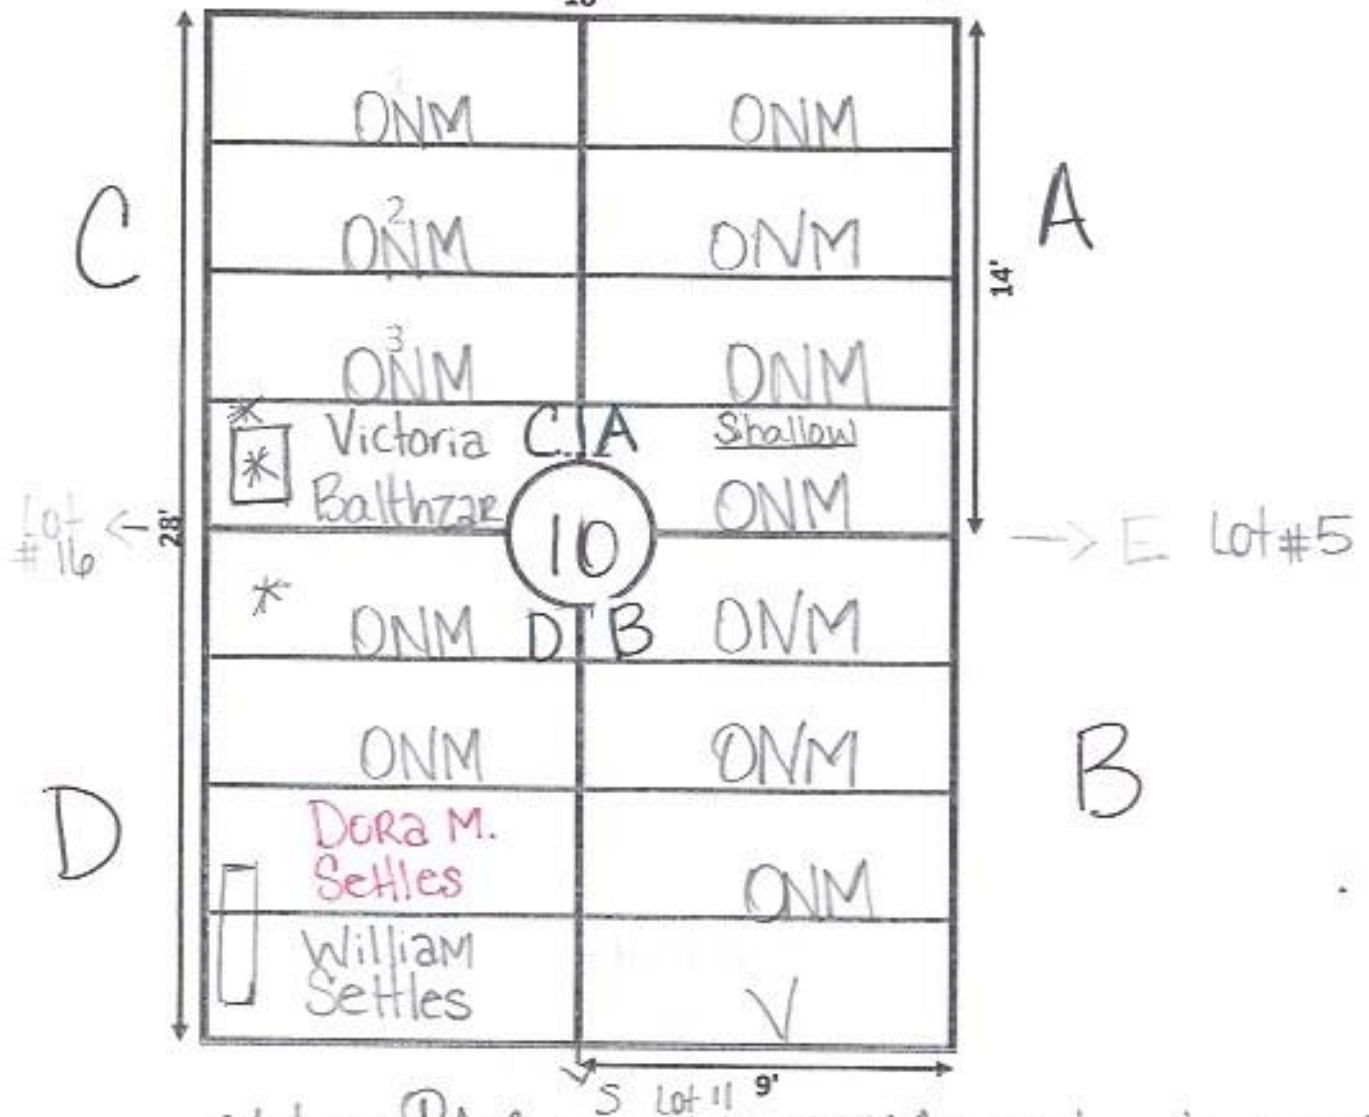 ONM ONM
C A
2
ONM ONM
14'
3
ONM ONM
Victoria C A Shallow
Balthzar ONM
Lot 28' 10 E Lot #5
#16
ONM D B ONM
ONM ONM
B
Dora M.
D Settles ONM
William
Settles V
S Lot 11 9'